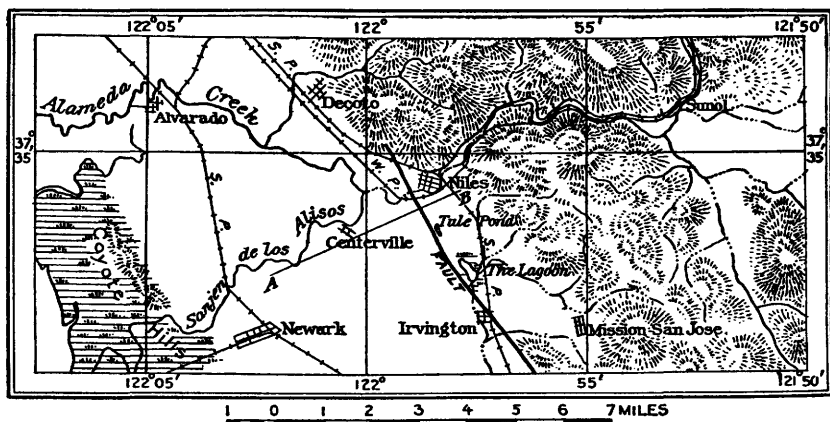 122°05′ 122° 55′ 121°50′
S. P.
Decoto
Alameda Creek
Sunol
Alvarado
37° 35′
37° 35′
W. P.
S. P.
Niles
B
Alisos
Tule Pond
Coyote Hills
de los
Centerville
S. P.
FAULT
The Lagoon
A
Sanjon
Newark
Irvington
Mission San Jose
122°05′ 122° 55′ 121°50′
1 0 1 2 3 4 5 6 7 MILES